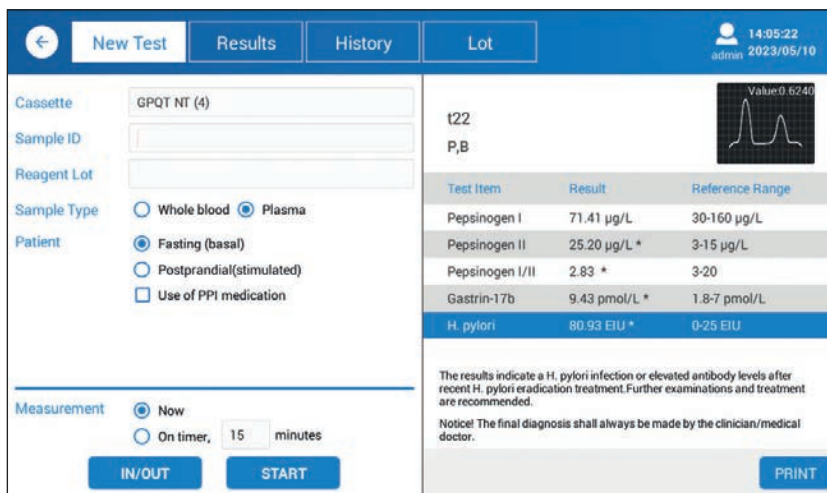 New Test Results History Lot
14:05:22
admin 2023/05/10
Cassette GPQT NT (4)
Sample ID
Reagent Lot
Sample Type Whole blood Plasma
Patient Fasting (basal)
Postprandial(stimulated)
Use of PPI medication
Measurement Now
On timer, 15 minutes
IN/OUT START
Value:0.6240
t22
P,B
Test Item Result Reference Range
Pepsinogen I 71.41 µg/L 30-160 µg/L
Pepsinogen II 25.20 µg/L * 3-15 µg/L
Pepsinogen I/II 2.83 * 3-20
Gastrin-17b 9.43 pmol/L * 1.8-7 pmol/L
H. pylori 80.93 EIU * 0-25 EIU
The results indicate a H. pylori infection or elevated antibody levels after
recent H. pylori eradication treatment.Further examinations and treatment
are recommended.
Notice! The final diagnosis shall always be made by the clinician/medical
doctor.
PRINT